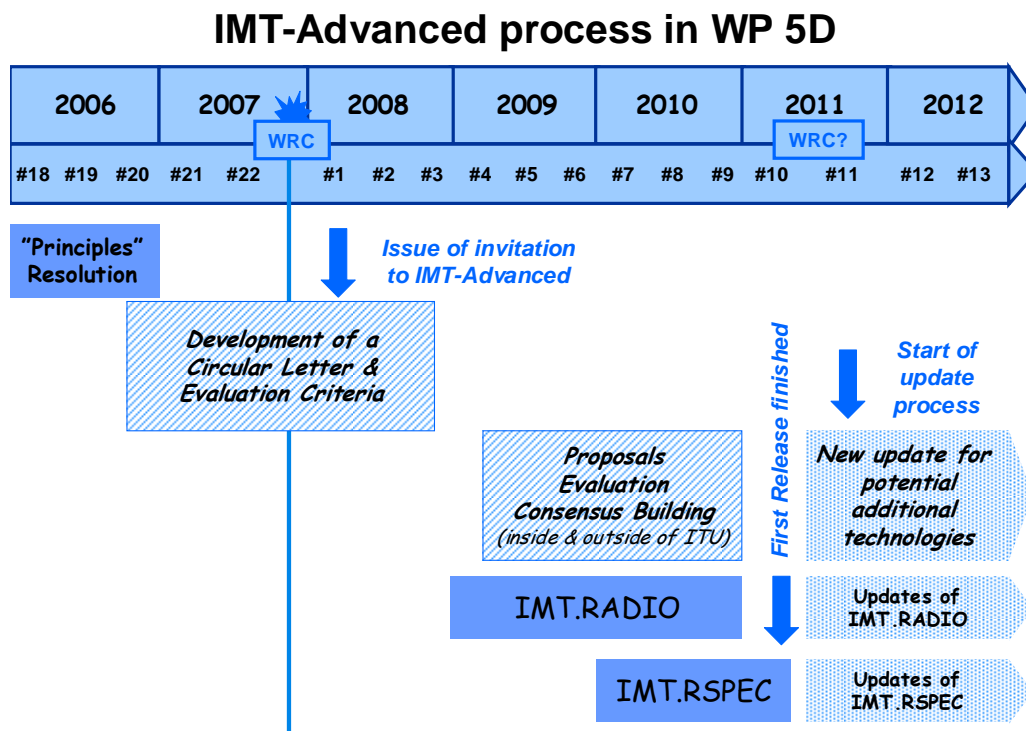 IMT-Advanced process in WP 5D
2006 2007 2008 2009 2010 2011 2012
WRC WRC?
#18 #19 #20 #21 #22 #1 #2 #3 #4 #5 #6 #7 #8 #9 #10 #11 #12 #13
"Principles"
Resolution
Issue of invitation
to IMT-Advanced
Development of a
Circular Letter &
Evaluation Criteria
First Release finished
Start of
update
process
Proposals
Evaluation
Consensus Building
(inside & outside of ITU)
New update for
potential
additional
technologies
IMT.RADIO
Updates of
IMT.RADIO
IMT.RSPEC
Updates of
IMT.RSPEC